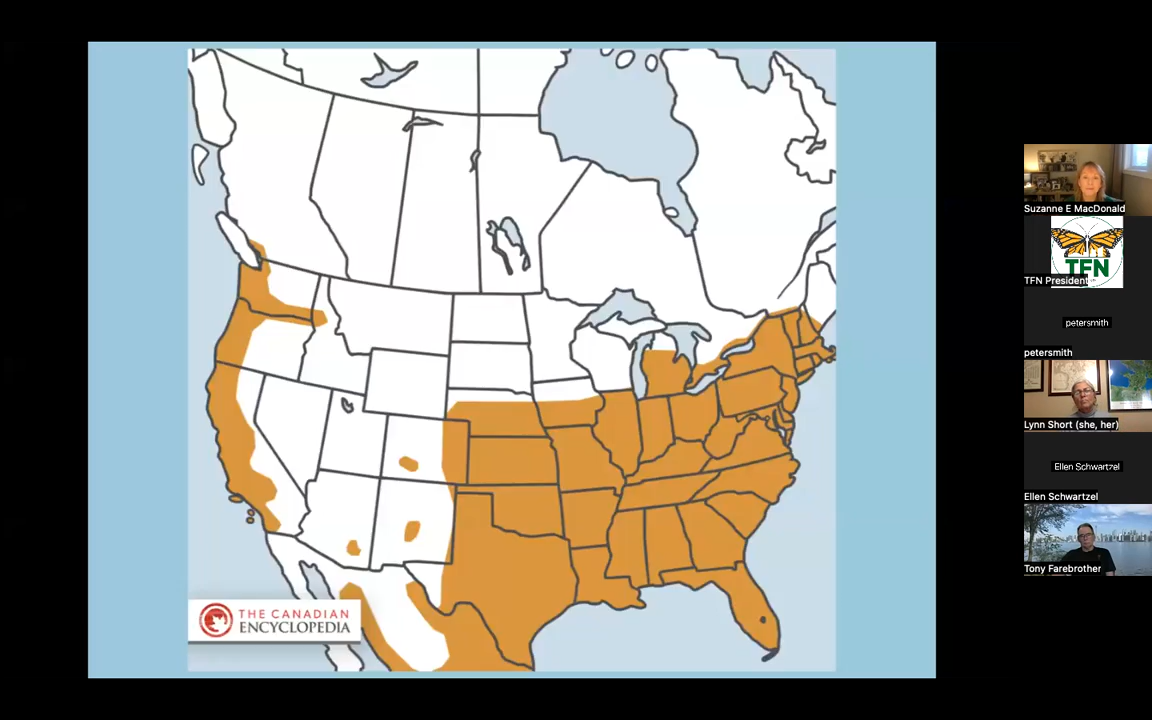 THE CANADIAN
ENCYCLOPEDIA
Suzanne E MacDonald
TFN
TFN President
petersmith
petersmith
Lynn Short (she, her)
Ellen Schwartzel
Ellen Schwartzel
Tony Farebrother